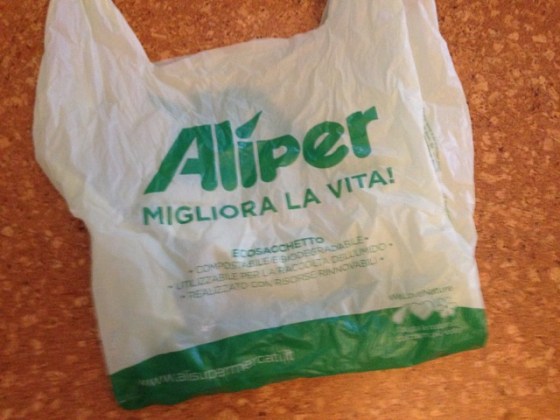 Alìper
MIGLIORA LA VITA!
ECOSACCHETTO
- COMPOSTABILE E BIODEGRADABILE -
- UTILIZZABILE PER LA RACCOLTA DELL'UMIDO -
- REALIZZATO CON RISORSE RINNOVABILI -
www.alisupermercati.it